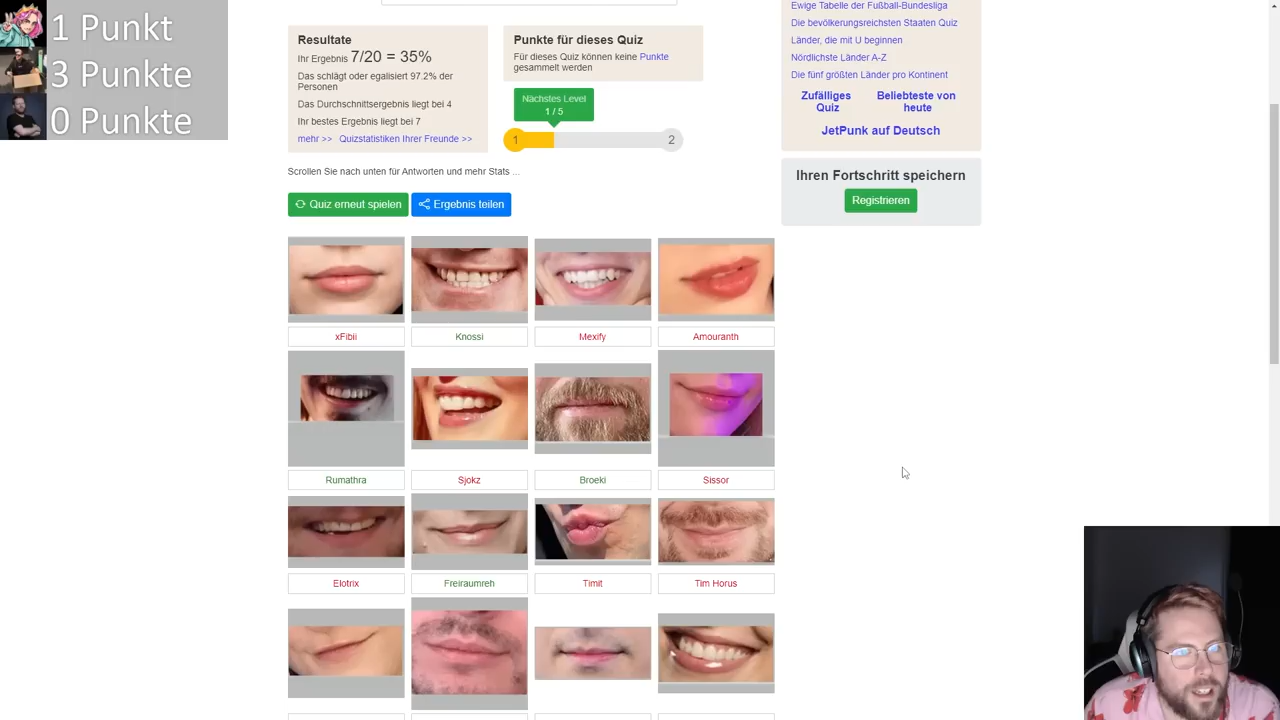 1 Punkt
3 Punkte
0 Punkte
Resultate
Ihr Ergebnis 7/20 = 35%
Das schlägt oder egalisiert 97.2% der
Personen
Das Durchschnittsergebnis liegt bei 4
Ihr bestes Ergebnis liegt bei 7
mehr >> Quizstatistiken Ihrer Freunde >>
Punkte für dieses Quiz
Für dieses Quiz können keine Punkte
gesammelt werden
Nächstes Level
1 / 5
1
2
Ewige Tabelle der Fußball-Bundesliga
Die bevölkerungsreichsten Staaten Quiz
Länder, die mit U beginnen
Nördlichste Länder A-Z
Die fünf größten Länder pro Kontinent
Zufälliges
Quiz
Beliebteste von
heute
JetPunk auf Deutsch
Ihren Fortschritt speichern
Registrieren
Scrollen Sie nach unten für Antworten und mehr Stats ...
Quiz erneut spielen
Ergebnis teilen
xFibii
Knossi
Mexify
Amouranth
Rumathra
Sjokz
Broeki
Sissor
Elotrix
Freiraumreh
Timit
Tim Horus